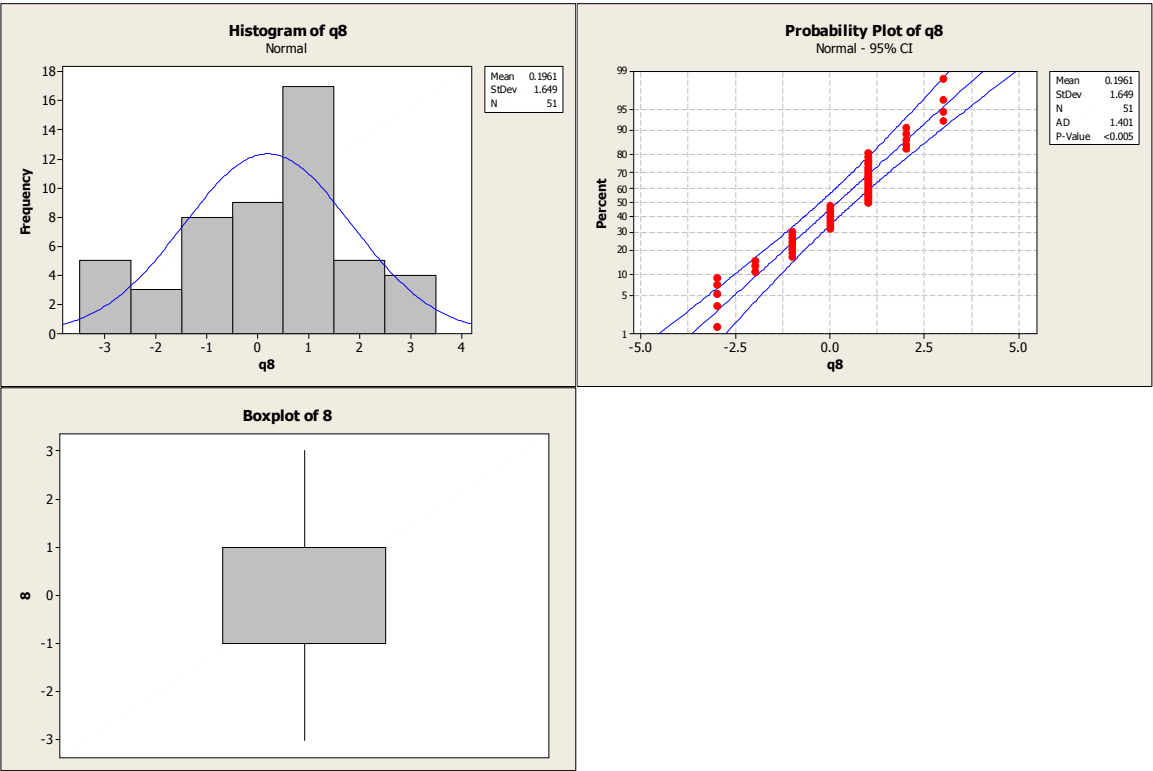 Histogram of q8
Normal
18
16
14
12
10
8
6
4
2
0
Frequency
-3 -2 -1 0 1 2 3 4
q8
Mean 0.1961
StDev 1.649
N 51
Probability Plot of q8
Normal - 95% CI
99
95
90
80
70
60
50
40
30
20
10
5
1
Percent
-5.0 -2.5 0.0 2.5 5.0
q8
Mean 0.1961
StDev 1.649
N 51
AD 1.401
P-Value <0.005
Boxplot of 8
3
2
1
0
-1
-2
-3
8